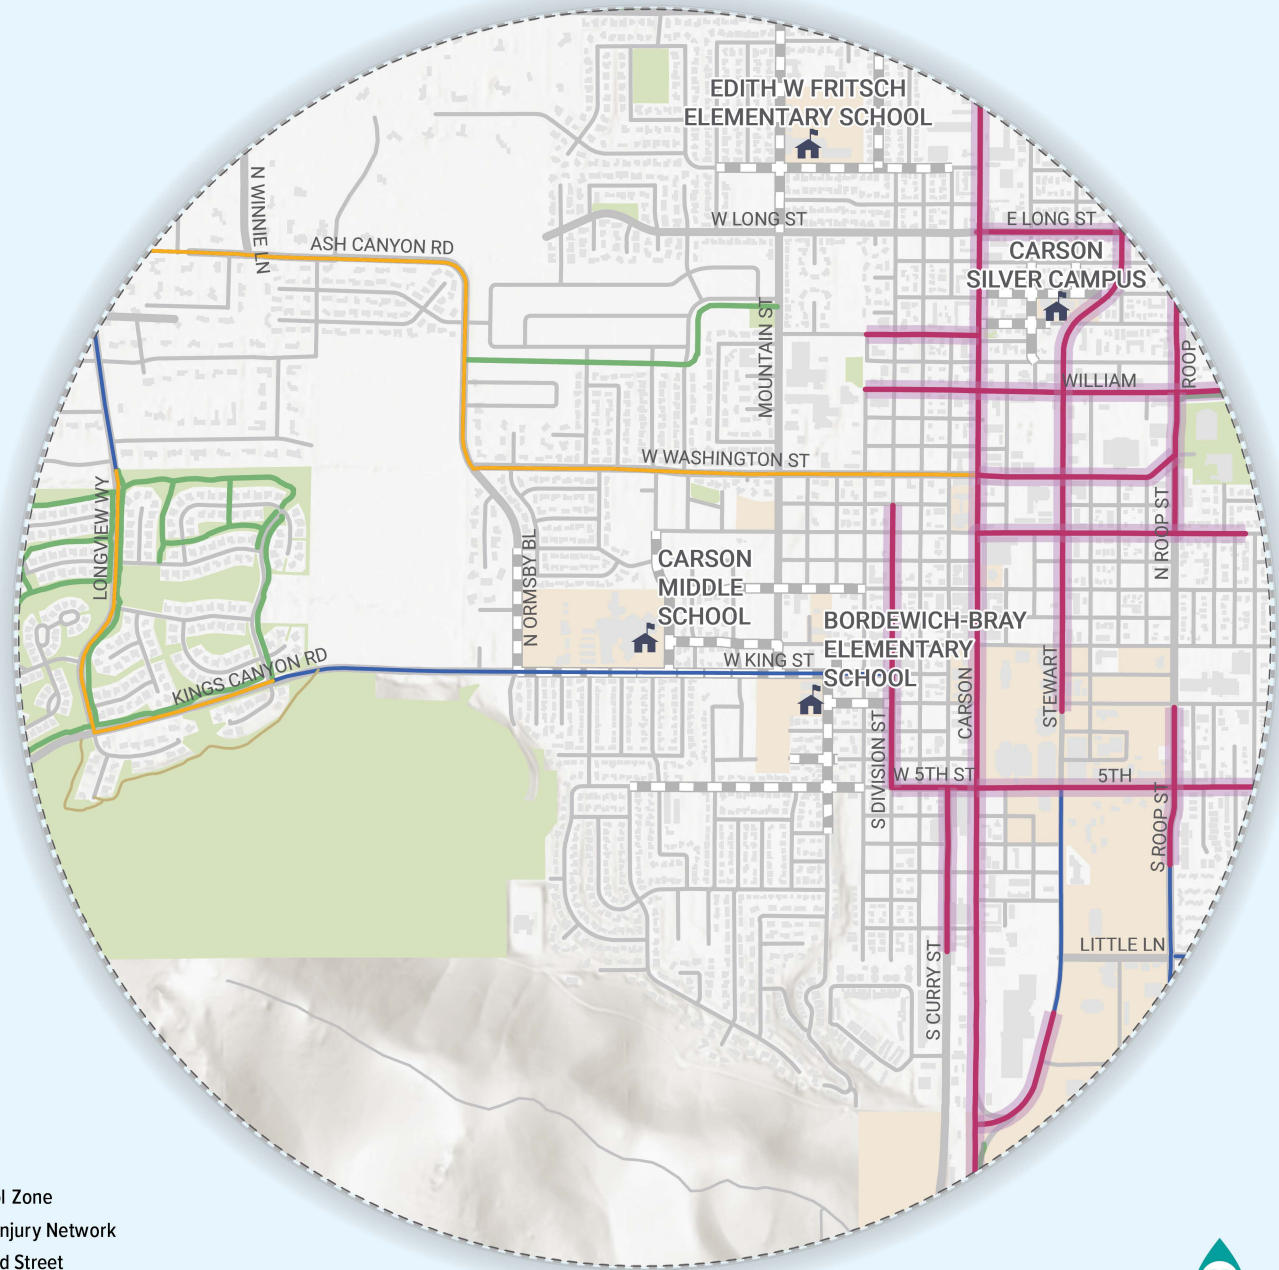 EDITH W FRITSCH
ELEMENTARY SCHOOL
N WINNIE LN
W LONG ST
E LONG ST
ASH CANYON RD
CARSON
SILVER CAMPUS
MOUNTAIN ST
ROOP
WILLIAM
W WASHINGTON ST
LONGVIEW WY
N ROOP ST
N ORMSBY BL
CARSON
MIDDLE
SCHOOL
BORDEWICH-BRAY
ELEMENTARY
SCHOOL
W KING ST
KINGS CANYON RD
CARSON
STEWART
S DIVISION ST
W 5TH ST
5TH
S ROOP ST
LITTLE LN
S CURRY ST
l Zone
njury Network
d Street